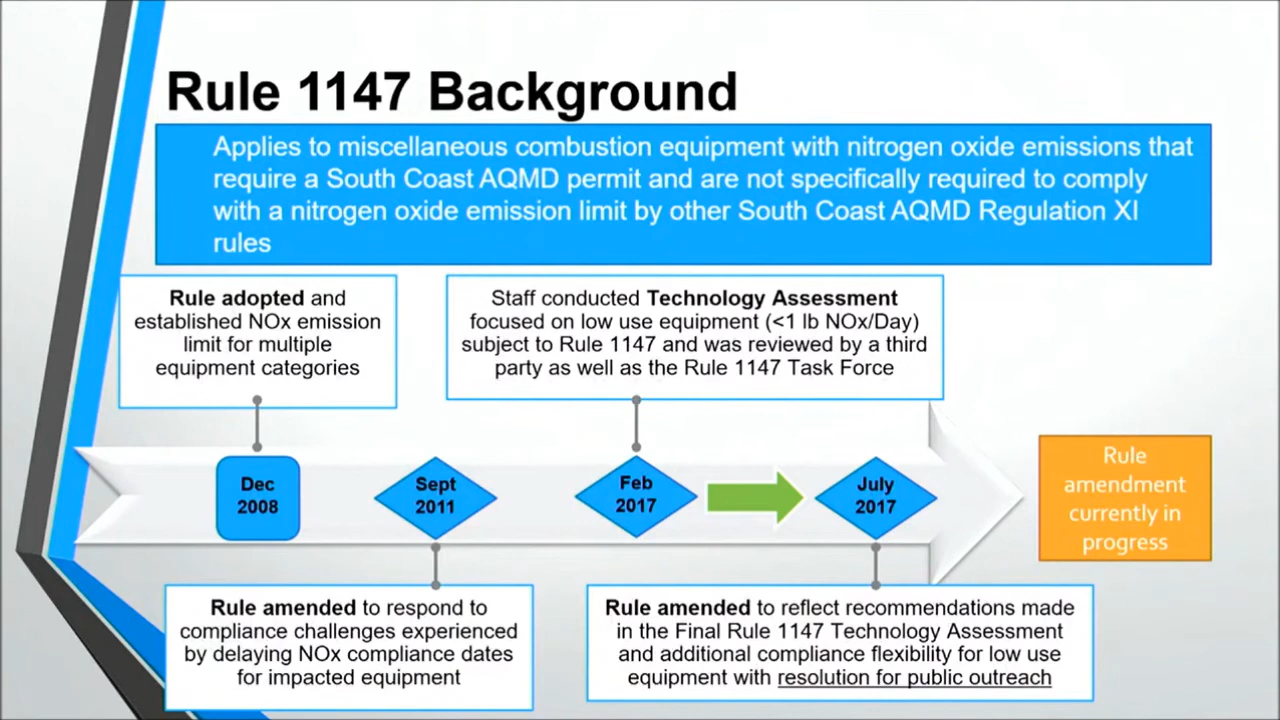 Rule 1147 Background
Applies to miscellaneous combustion equipment with nitrogen oxide emissions that
require a South Coast AQMD permit and are not specifically required to comply
with a nitrogen oxide emission limit by other South Coast AQMD Regulation XI
rules
Rule adopted and
established NOx emission
limit for multiple
equipment categories
Staff conducted Technology Assessment
focused on low use equipment (<1 lb NOx/Day)
subject to Rule 1147 and was reviewed by a third
party as well as the Rule 1147 Task Force
Dec
2008
Sept
2011
Feb
2017
July
2017
Rule
amendment
currently in
progress
Rule amended to respond to
compliance challenges experienced
by delaying NOx compliance dates
for impacted equipment
Rule amended to reflect recommendations made
in the Final Rule 1147 Technology Assessment
and additional compliance flexibility for low use
equipment with resolution for public outreach